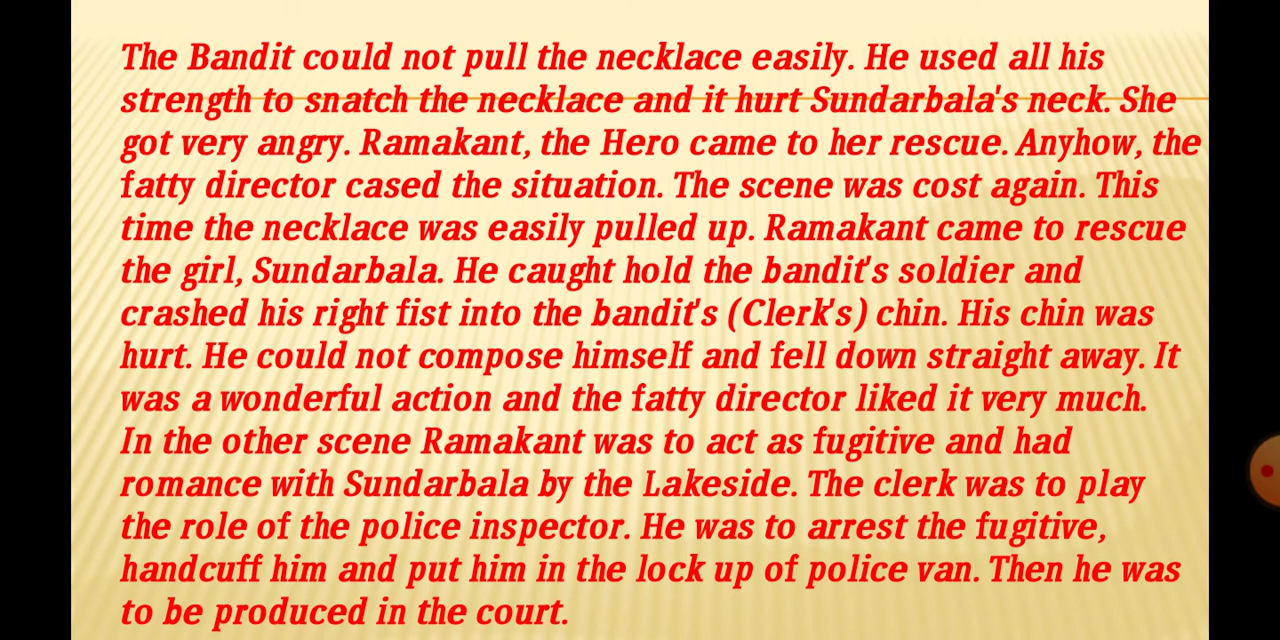 The Bandit could not pull the necklace easily. He used all his
strength to snatch the necklace and it hurt Sundarbala's neck. She
got very angry. Ramakant, the Hero came to her rescue. Anyhow, the
fatty director cased the situation. The scene was cost again. This
time the necklace was easily pulled up. Ramakant came to rescue
the girl, Sundarbala. He caught hold the bandit's soldier and
crashed his right fist into the bandit's (Clerk's) chin. His chin was
hurt. He could not compose himself and fell down straight away. It
was a wonderful action and the fatty director liked it very much.
In the other scene Ramakant was to act as fugitive and had
romance with Sundarbala by the Lakeside. The clerk was to play
the role of the police inspector. He was to arrest the fugitive,
handcuff him and put him in the lock up of police van. Then he was
to be produced in the court.